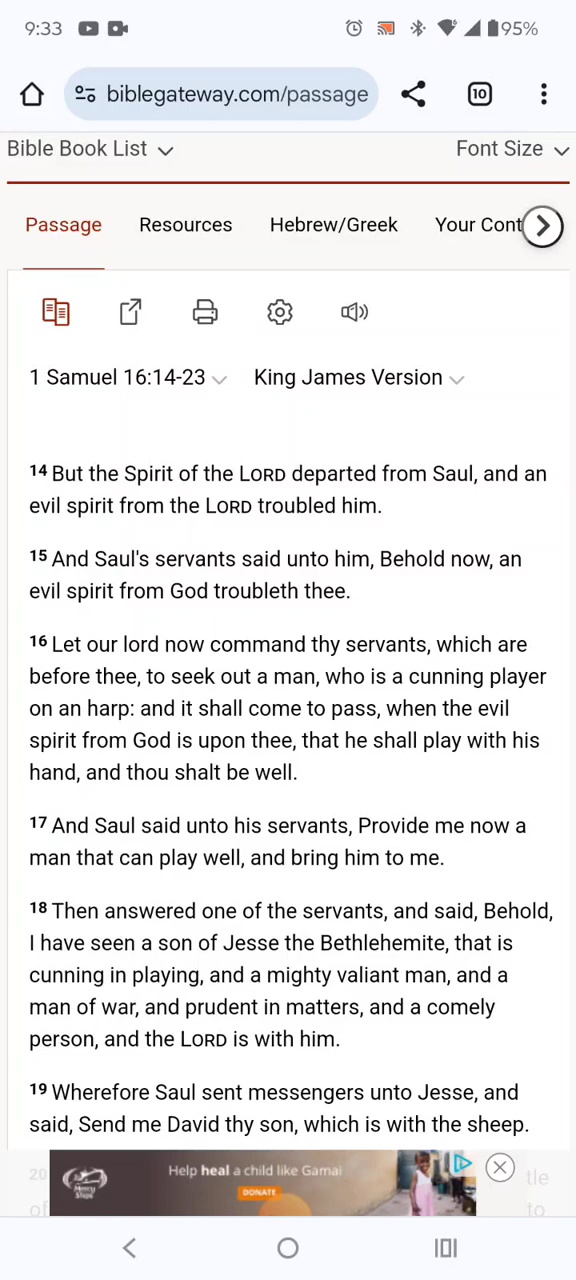 9:33
95%
biblegateway.com/passage
10
Bible Book List
Font Size
Passage Resources Hebrew/Greek Your Cont
1 Samuel 16:14-23 King James Version
14 But the Spirit of the LORD departed from Saul, and an
evil spirit from the LORD troubled him.
15 And Saul's servants said unto him, Behold now, an
evil spirit from God troubleth thee.
16 Let our lord now command thy servants, which are
before thee, to seek out a man, who is a cunning player
on an harp: and it shall come to pass, when the evil
spirit from God is upon thee, that he shall play with his
hand, and thou shalt be well.
17 And Saul said unto his servants, Provide me now a
man that can play well, and bring him to me.
18 Then answered one of the servants, and said, Behold,
I have seen a son of Jesse the Bethlehemite, that is
cunning in playing, and a mighty valiant man, and a
man of war, and prudent in matters, and a comely
person, and the LORD is with him.
19 Wherefore Saul sent messengers unto Jesse, and
said, Send me David thy son, which is with the sheep.
20 tle
of to
Mercy Ships
Help heal a child like Gamai
DONATE